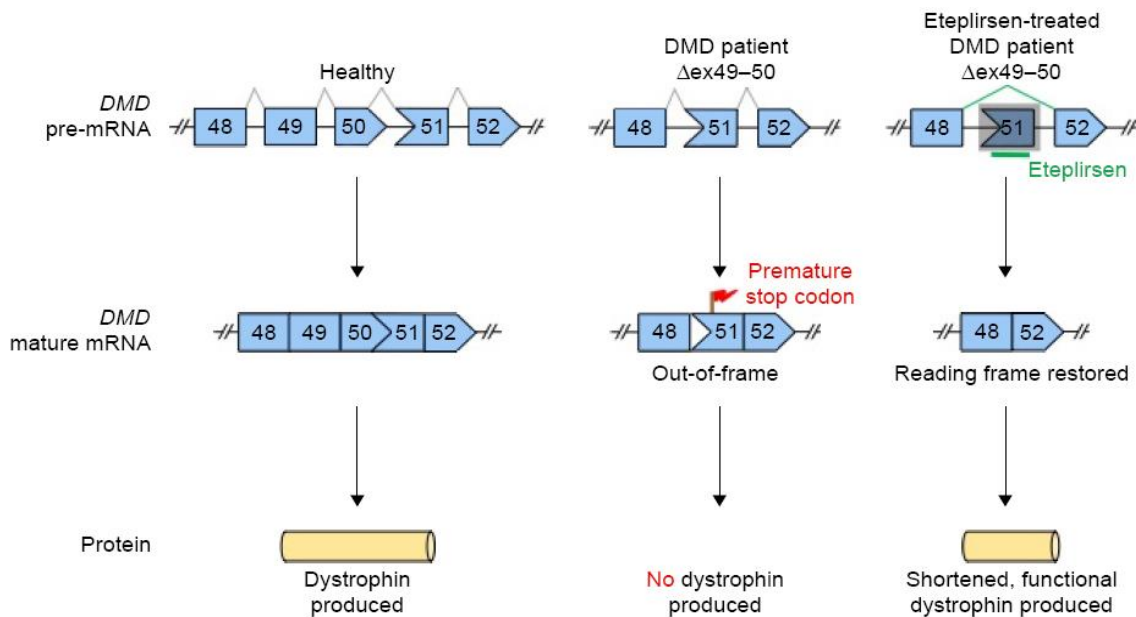 Healthy
DMD patient
Δex49–50
Eteplirsen-treated
DMD patient
Δex49–50
DMD
pre-mRNA
48 49 50 51 52
48 51 52
48 51 52
Eteplirsen
Premature
stop codon
DMD
mature mRNA
48 49 50 51 52
48 51 52
48 52
Out-of-frame
Reading frame restored
Protein
Dystrophin
produced
No dystrophin
produced
Shortened, functional
dystrophin produced